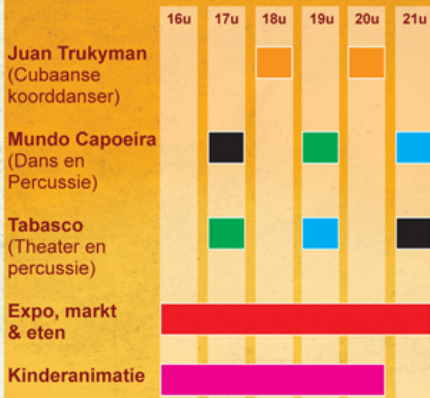 16u 17u 18u 19u 20u 21u
Juan Trukyman
(Cubaanse
koorddanser)
Mundo Capoeira
(Dans en
Percussie)
Tabasco
(Theater en
percussie)
Expo, markt
& eten
Kinderanimatie